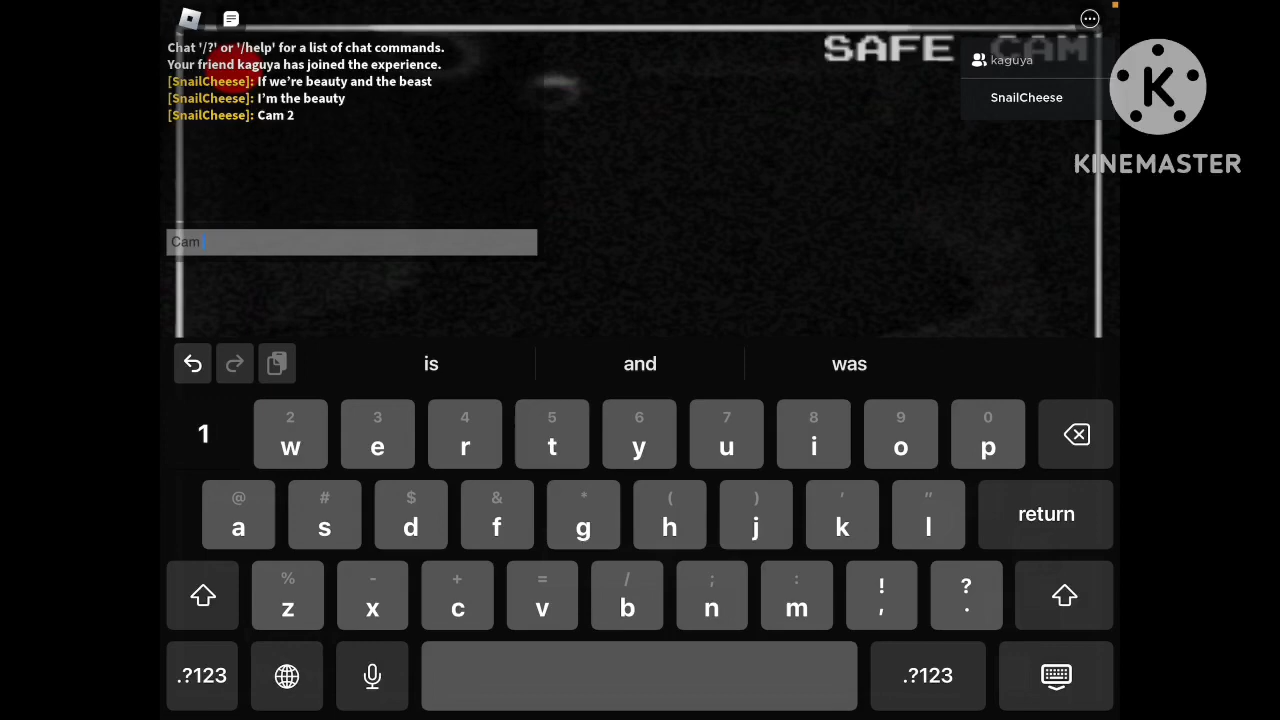 SAFE CAM
Chat '/?' or '/help' for a list of chat commands.
Your friend kaguya has joined the experience.
[SnailCheese]: If we're beauty and the beast
[SnailCheese]: I'm the beauty
[SnailCheese]: Cam 2
kaguya
SnailCheese
K
KINEMASTER
Cam
is and was
1 2 3 4 5 6 7 8 9 0
w e r t y u i o p
@ # $ & * ( ) ' "
a s d f g h j k l return
% - + = / ; : ! ?
z x c v b n m , .
.?123 .?123